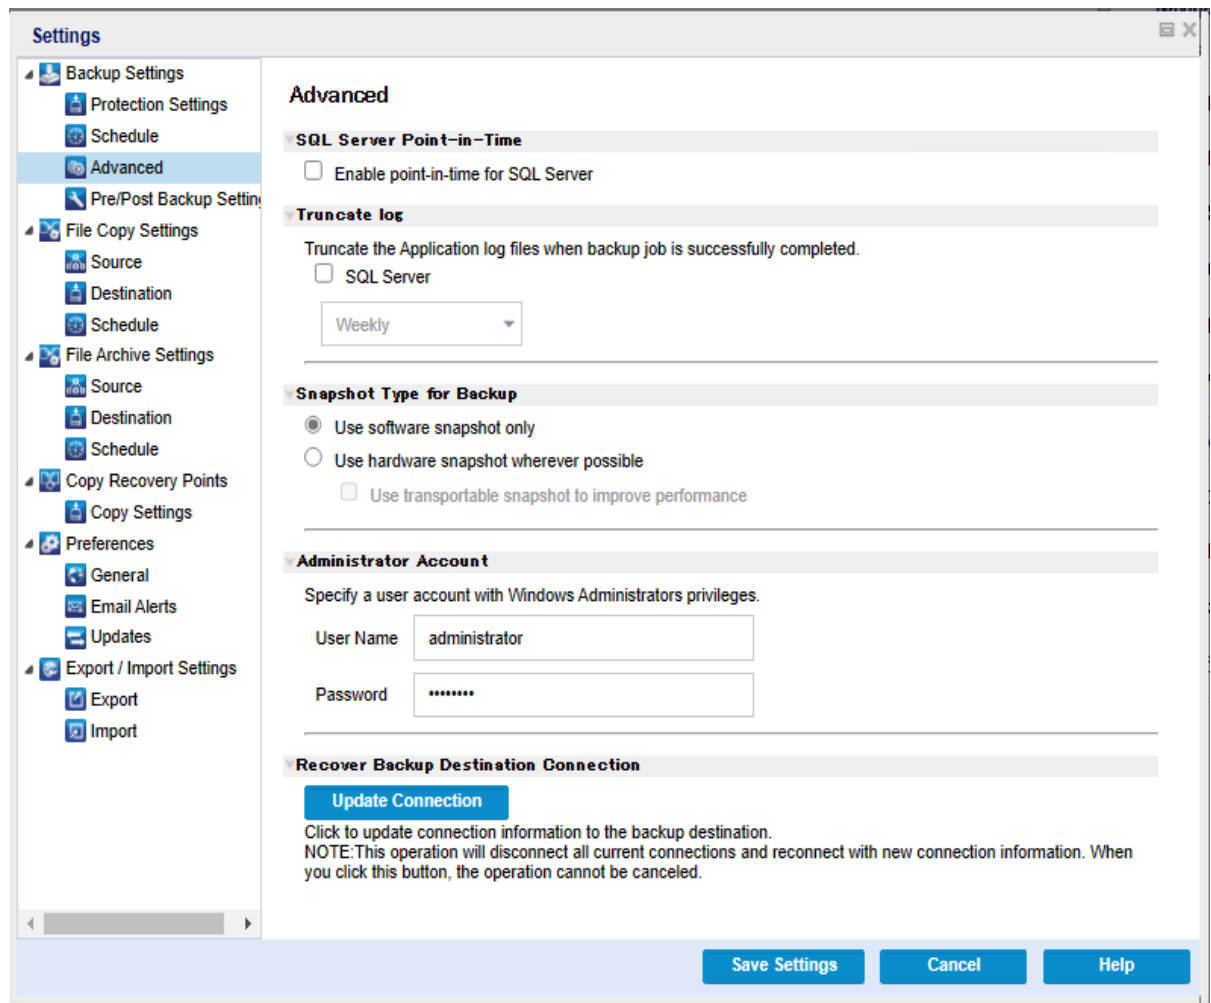 Settings
Backup Settings
Protection Settings
Schedule
Advanced
Pre/Post Backup Setting
File Copy Settings
Source
Destination
Schedule
File Archive Settings
Source
Destination
Schedule
Copy Recovery Points
Copy Settings
Preferences
General
Email Alerts
Updates
Export / Import Settings
Export
Import
Advanced
SQL Server Point-in-Time
Enable point-in-time for SQL Server
Truncate log
Truncate the Application log files when backup job is successfully completed.
SQL Server
Weekly
Snapshot Type for Backup
Use software snapshot only
Use hardware snapshot wherever possible
Use transportable snapshot to improve performance
Administrator Account
Specify a user account with Windows Administrators privileges.
User Name administrator
Password ••••••••
Recover Backup Destination Connection
Update Connection
Click to update connection information to the backup destination.
NOTE:This operation will disconnect all current connections and reconnect with new connection information. When
you click this button, the operation cannot be canceled.
Save Settings Cancel Help